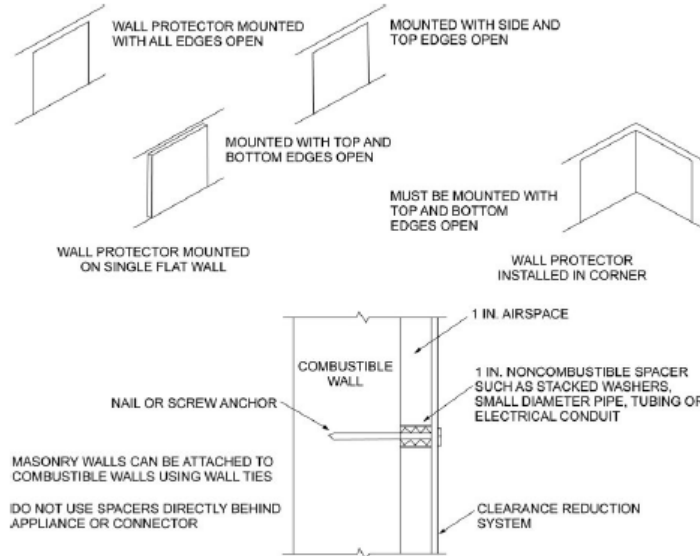 WALL PROTECTOR MOUNTED
WITH ALL EDGES OPEN
MOUNTED WITH SIDE AND
TOP EDGES OPEN
MOUNTED WITH TOP AND
BOTTOM EDGES OPEN
MUST BE MOUNTED WITH
TOP AND BOTTOM
EDGES OPEN
WALL PROTECTOR MOUNTED
ON SINGLE FLAT WALL
WALL PROTECTOR
INSTALLED IN CORNER
1 IN. AIRSPACE
COMBUSTIBLE
WALL
1 IN. NONCOMBUSTIBLE SPACER
SUCH AS STACKED WASHERS,
SMALL DIAMETER PIPE, TUBING OR
ELECTRICAL CONDUIT
NAIL OR SCREW ANCHOR
MASONRY WALLS CAN BE ATTACHED TO
COMBUSTIBLE WALLS USING WALL TIES
DO NOT USE SPACERS DIRECTLY BEHIND
APPLIANCE OR CONNECTOR
CLEARANCE REDUCTION
SYSTEM